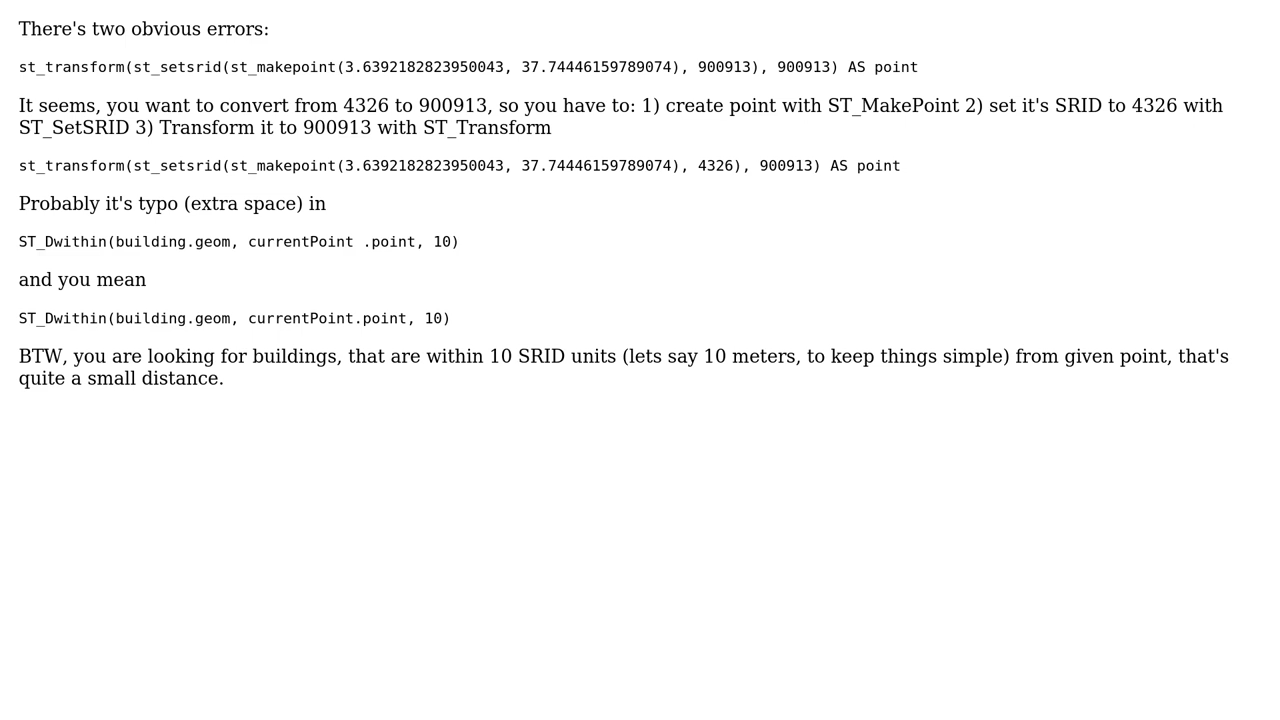 There's two obvious errors:
st_transform(st_setsrid(st_makepoint(3.6392182823950043, 37.74446159789074), 900913), 900913) AS point
It seems, you want to convert from 4326 to 900913, so you have to: 1) create point with ST_MakePoint 2) set it's SRID to 4326 with
ST_SetSRID 3) Transform it to 900913 with ST_Transform
st_transform(st_setsrid(st_makepoint(3.6392182823950043, 37.74446159789074), 4326), 900913) AS point
Probably it's typo (extra space) in
ST_Dwithin(building.geom, currentPoint .point, 10)
and you mean
ST_Dwithin(building.geom, currentPoint.point, 10)
BTW, you are looking for buildings, that are within 10 SRID units (lets say 10 meters, to keep things simple) from given point, that's
quite a small distance.